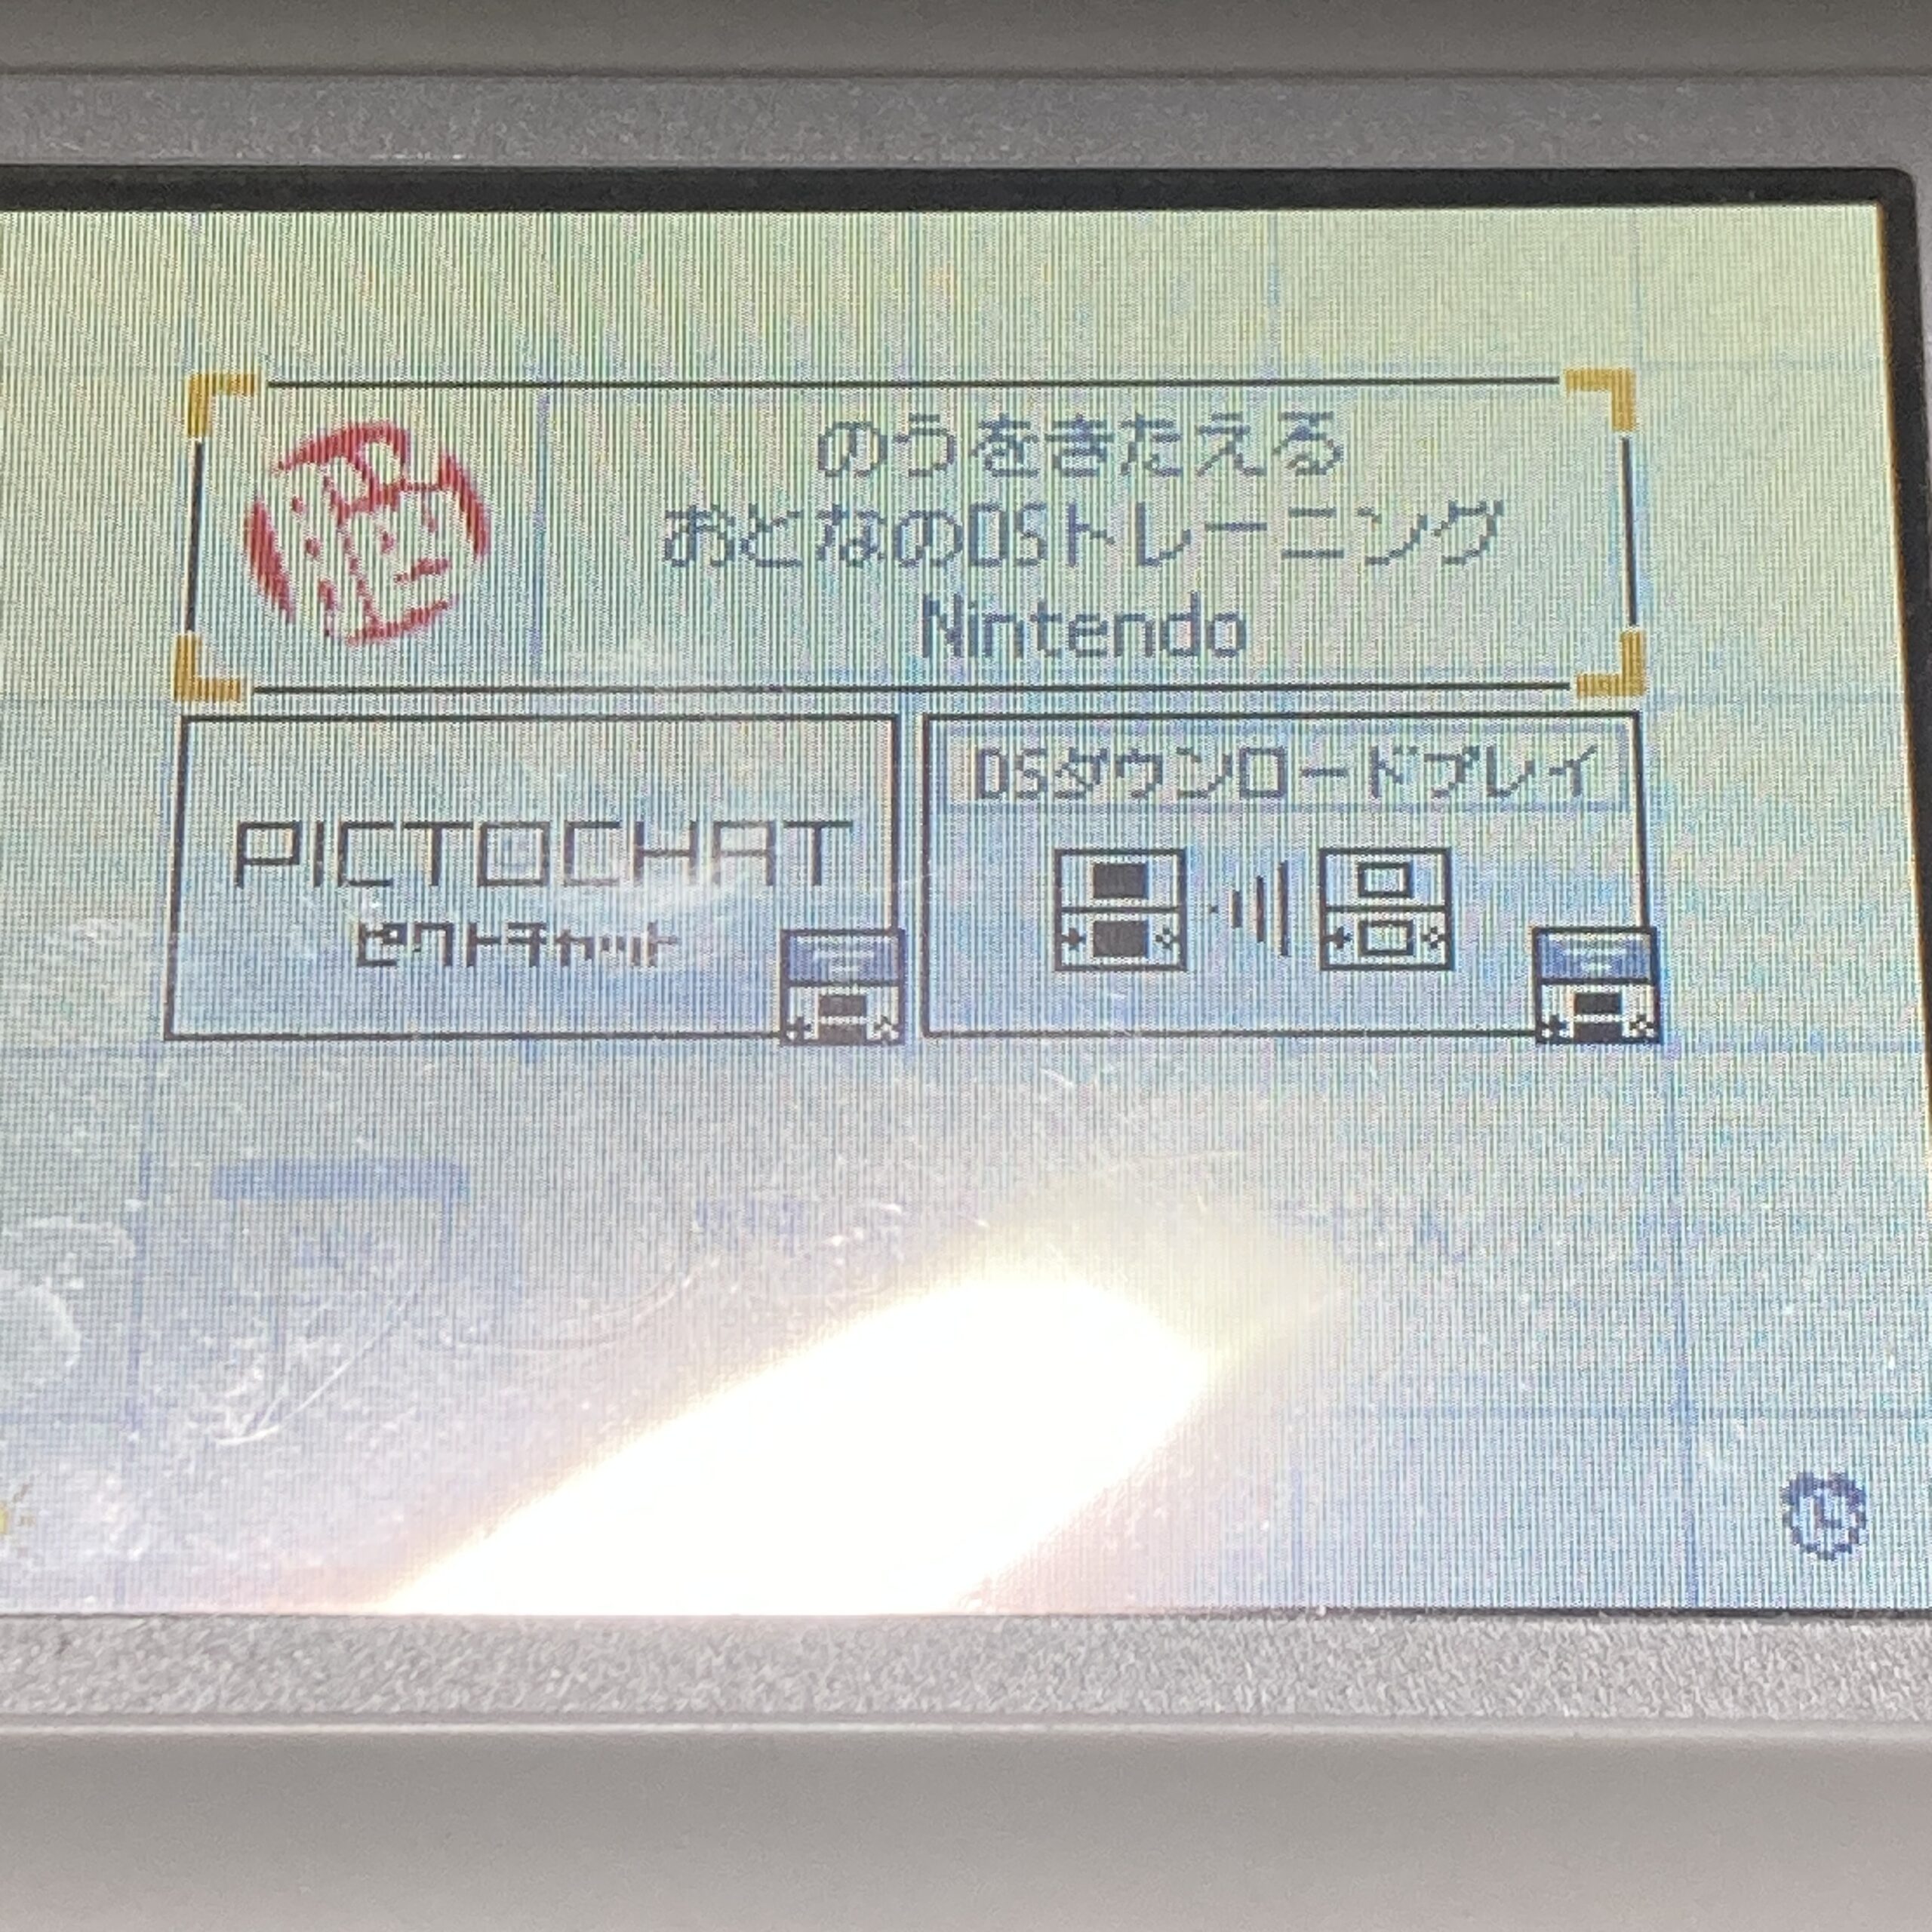 脳
のうをきたえる
おとなのDSトレーニング
Nintendo
PICTOCHAT
ピクトチャット
DSダウンロードプレイ